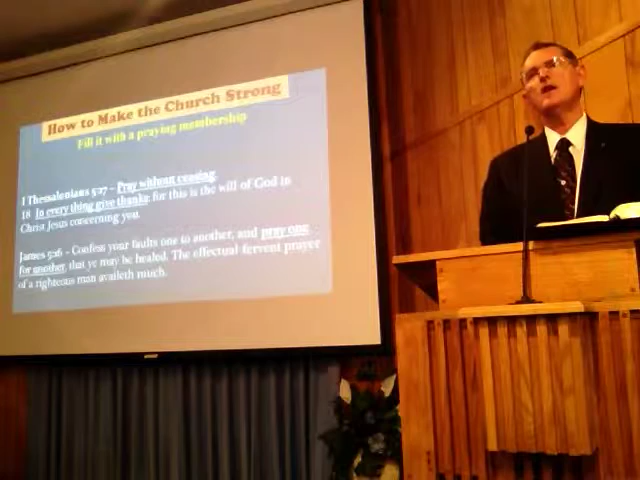 How to Make the Church Strong
Fill it with a praying membership
1 Thessalonians 5:17 - Pray without ceasing.
18 In every thing give thanks: for this is the will of God in
Christ Jesus concerning you.
James 5:16 - Confess your faults one to another, and pray one
for another, that ye may be healed. The effectual fervent prayer
of a righteous man availeth much.